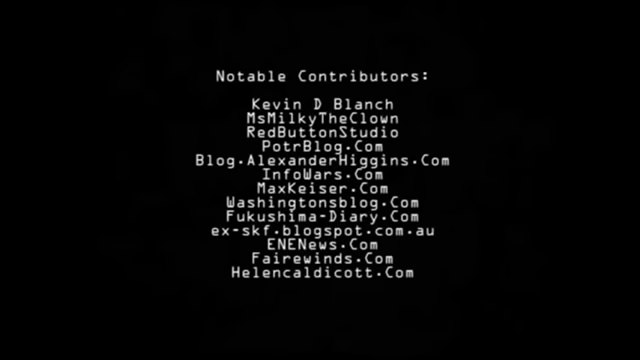 Notable Contributors:
Kevin D Blanch
MsMilkyTheClown
RedButtonStudio
PotrBlog.Com
Blog.AlexanderHiggins.Com
InfoWars.Com
MaxKeiser.Com
Washingtonsblog.Com
Fukushima-Diary.Com
ex-skf.blogspot.com.au
ENENews.Com
Fairewinds.Com
Helencaldicott.Com